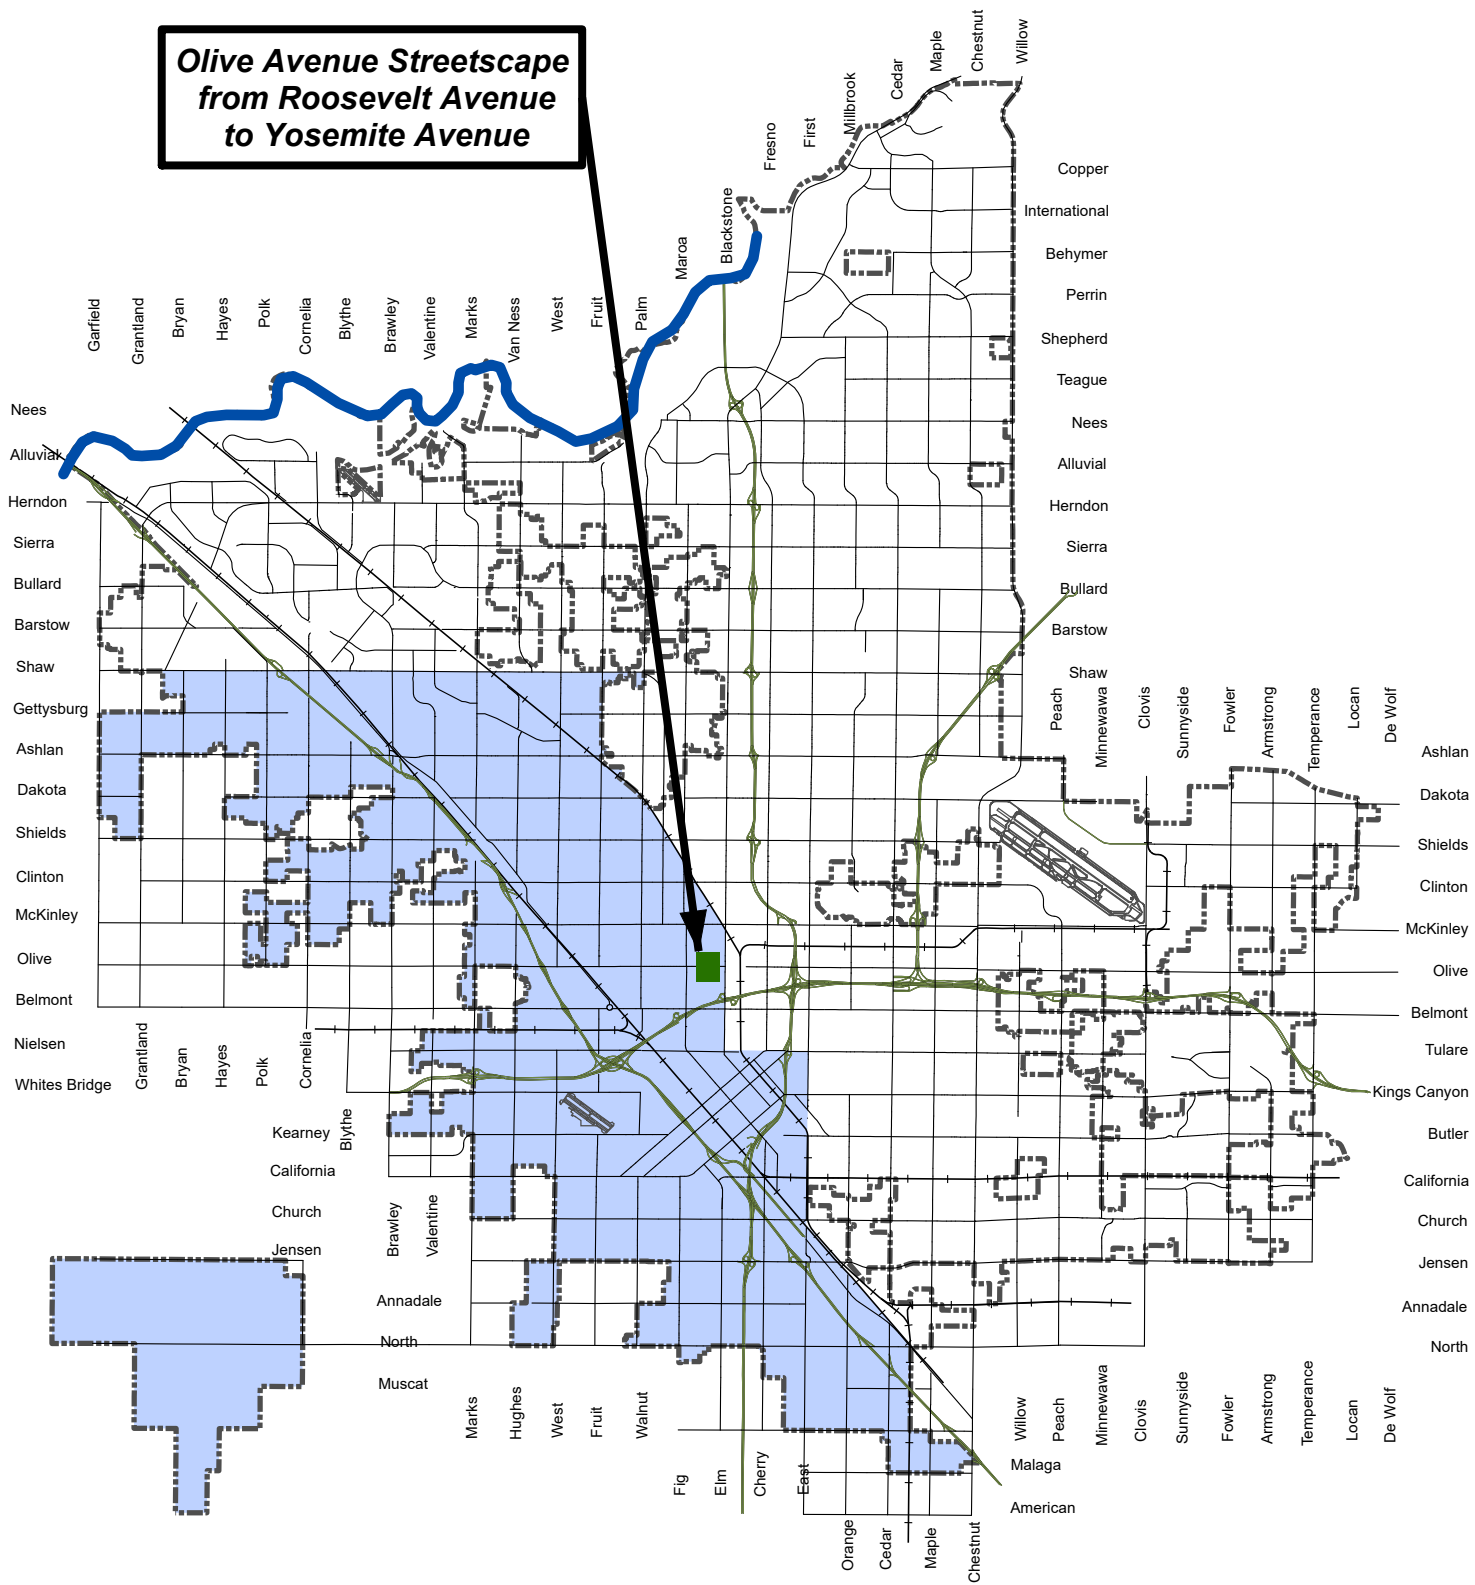 Olive Avenue Streetscape
from Roosevelt Avenue
to Yosemite Avenue
Garfield
Grantland
Bryan
Hayes
Polk
Cornelia
Blythe
Brawley
Valentine
Marks
Van Ness
West
Fruit
Palm
Maroa
Blackstone
Fresno
First
Millbrook
Cedar
Maple
Chestnut
Willow
Copper
International
Behymer
Perrin
Shepherd
Teague
Nees
Alluvial
Herndon
Sierra
Bullard
Barstow
Shaw
Nees
Alluvial
Herndon
Sierra
Bullard
Barstow
Shaw
Gettysburg
Ashlan
Dakota
Shields
Clinton
McKinley
Olive
Belmont
Nielsen
Whites Bridge
Peach
Minnewawa
Clovis
Sunnyside
Fowler
Armstrong
Temperance
Locan
De Wolf
Ashlan
Dakota
Shields
Clinton
McKinley
Olive
Belmont
Tulare
Kings Canyon
Butler
California
Church
Jensen
Annadale
North
Grantland
Bryan
Hayes
Polk
Cornelia
Blythe
Kearney
California
Church
Jensen
Brawley
Valentine
Annadale
North
Muscat
Marks
Hughes
West
Fruit
Walnut
Fig
Elm
Cherry
East
Orange
Cedar
Maple
Chestnut
Willow
Peach
Minnewawa
Clovis
Sunnyside
Fowler
Armstrong
Temperance
Locan
De Wolf
Malaga
American